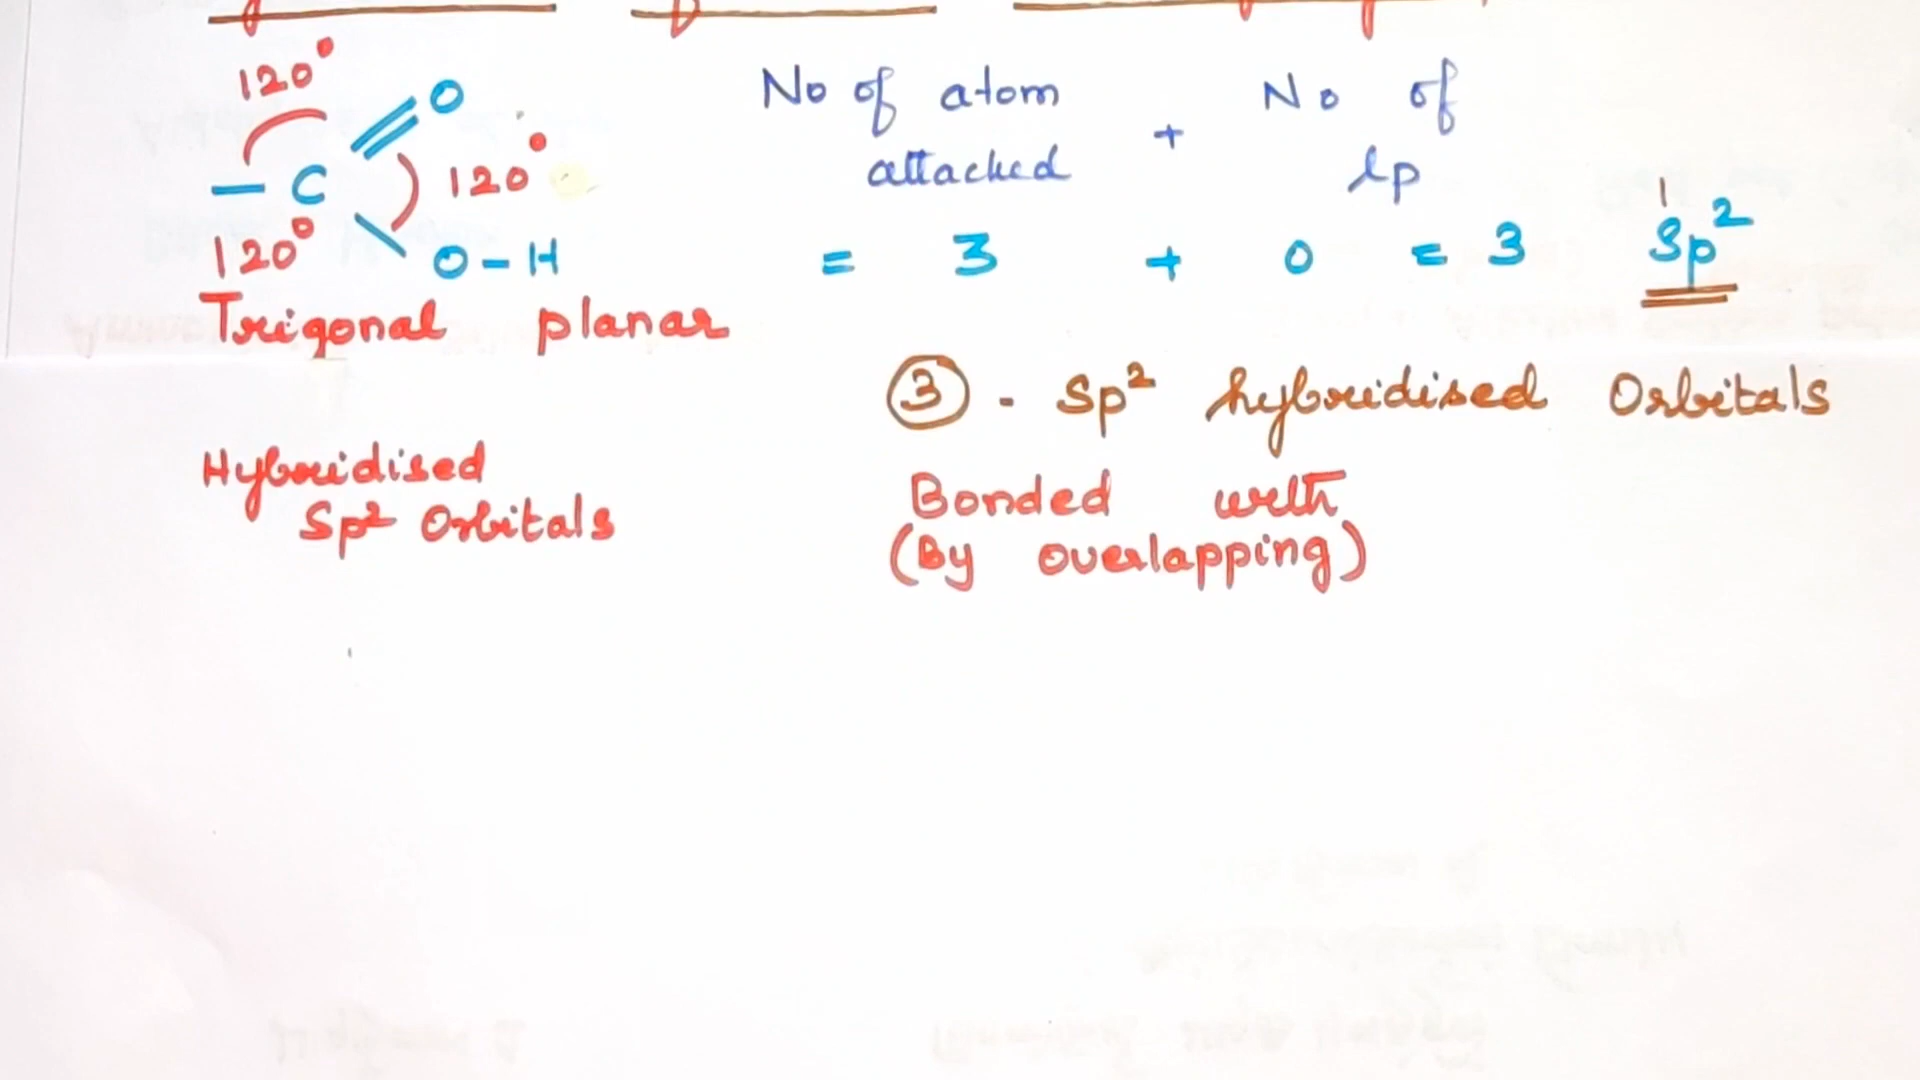 120°
O
No of atom + No of
attached lp
– C 120°
120° O – H
= 3 + 0 = 3 Sp²
Trigonal planar
③ - Sp² hybridised Orbitals
Hybridised
Sp² Orbitals
Bonded with
(By overlapping)